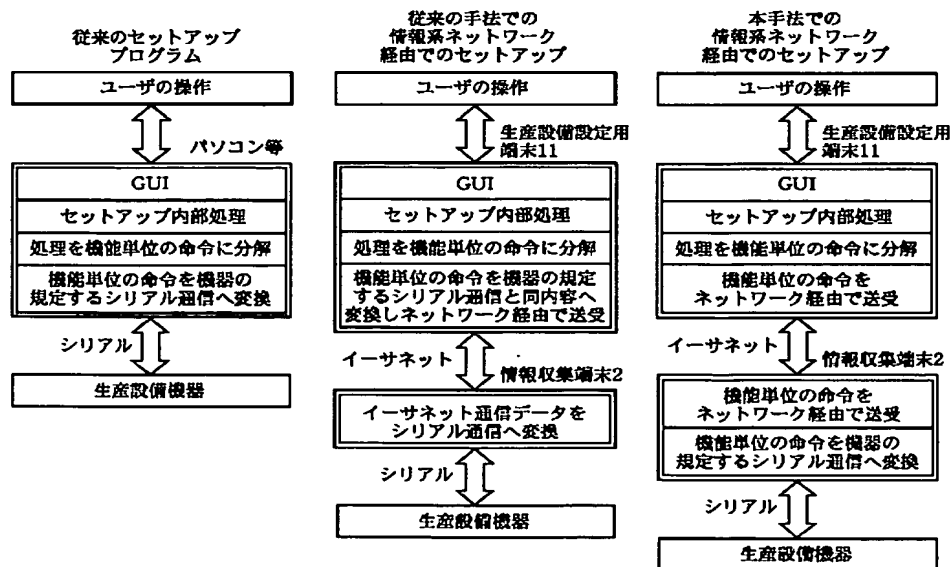 従来のセットアップ
プログラム
ユーザの操作
パソコン等
GUI
セットアップ内部処理
処理を機能単位の命令に分解
機能単位の命令を機器の
規定するシリアル通信へ変換
シリアル
生産設備機器
従来の手法での
情報系ネットワーク
経由でのセットアップ
ユーザの操作
生産設備設定用
端末11
GUI
セットアップ内部処理
処理を機能単位の命令に分解
機能単位の命令を機器の規定
するシリアル通信と同内容へ
変換しネットワーク経由で送受
イーサネット
情報収集端末2
イーサネット通信データを
シリアル通信へ変換
シリアル
生産設備機器
本手法での
情報系ネットワーク
経由でのセットアップ
ユーザの操作
生産設備設定用
端末11
GUI
セットアップ内部処理
処理を機能単位の命令に分解
機能単位の命令を
ネットワーク経由で送受
イーサネット
情報収集端末2
機能単位の命令を
ネットワーク経由で送受
機能単位の命令を機器の
規定するシリアル通信へ変換
シリアル
生産設備機器